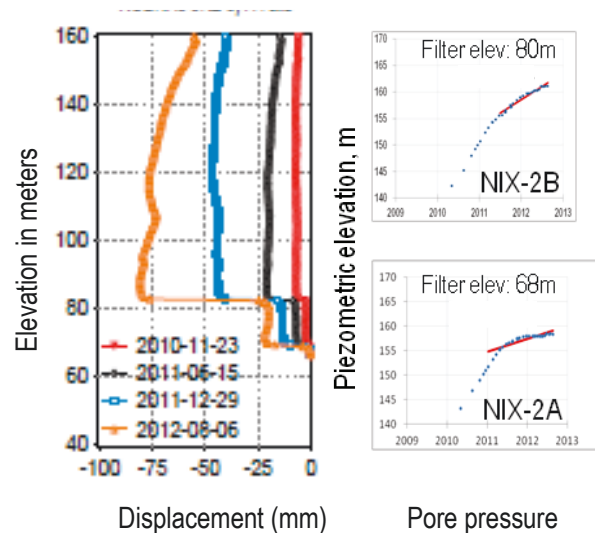 160
140
120
100
80
60
40
Elevation in meters
2010-11-23
2011-06-15
2011-12-29
2012-08-06
-100 -75 -50 -25 0
Displacement (mm)
Piezometric elevation, m
170
165
160
155
150
145
140
Filter elev: 80m
NIX-2B
2009 2010 2011 2012 2013
170
165
160
155
150
145
140
Filter elev: 68m
NIX-2A
2009 2010 2011 2012 2013
Pore pressure